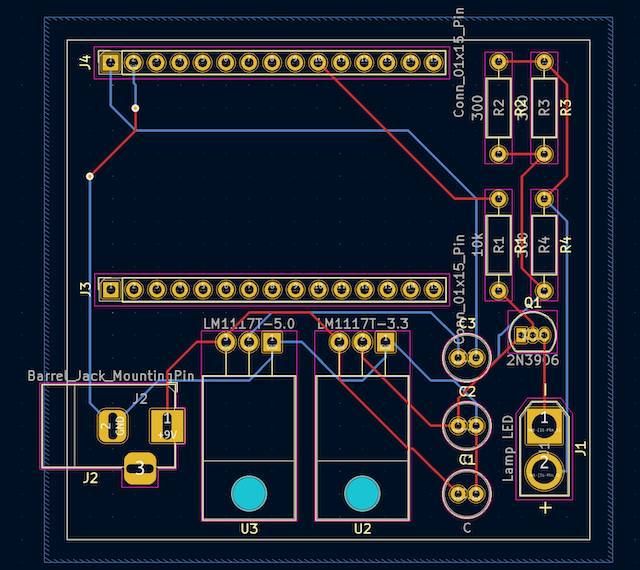 J4
Conn_01x15_Pin
300
R2
R2
R3
R3
10k
R1
R1
R4
R4
J3
Conn_01x15_Pin
LM1117T-5.0
LM1117T-3.3
C3
Q1
2N3906
Barrel_Jack_MountingPin
J2
C2
2
GND
1
+9V
Lamp_LED
1
J1
C1
3
2
J2
+
U3
U2
C